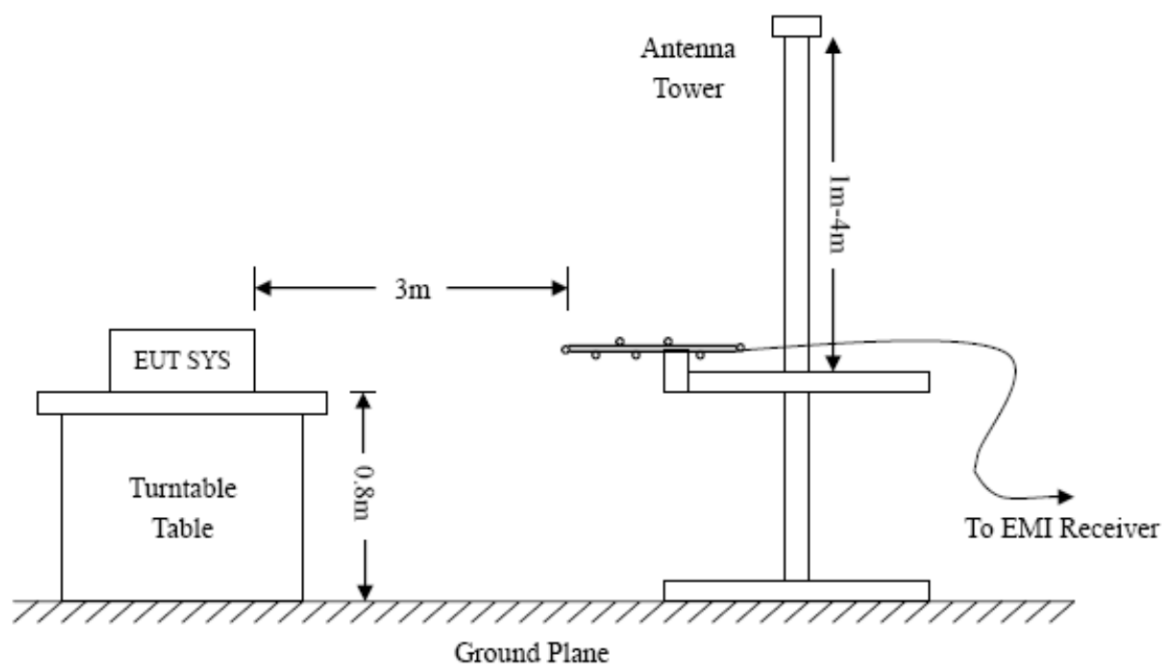 Antenna
Tower
1m-4m
3m
EUT SYS
0.8m
Turntable
Table
To EMI Receiver
Ground Plane